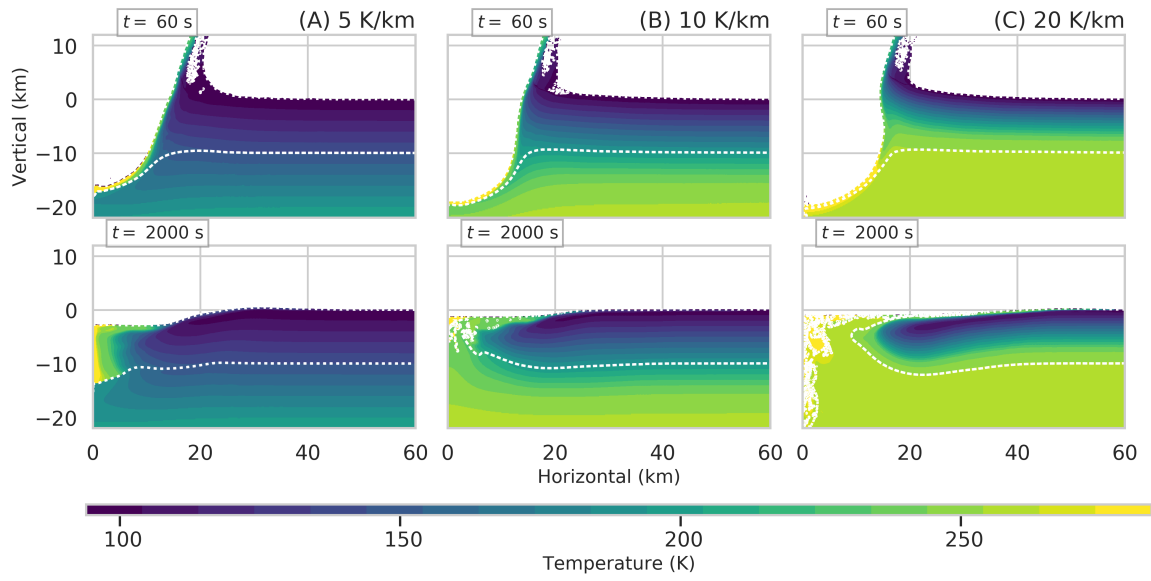 t = 60 s (A) 5 K/km t = 60 s (B) 10 K/km t = 60 s (C) 20 K/km
10
0
−10
−20
Vertical (km)
t = 2000 s t = 2000 s t = 2000 s
10
0
−10
−20
0 20 40 60 0 20 40 60 0 20 40 60
Horizontal (km)
100 150 200 250
Temperature (K)